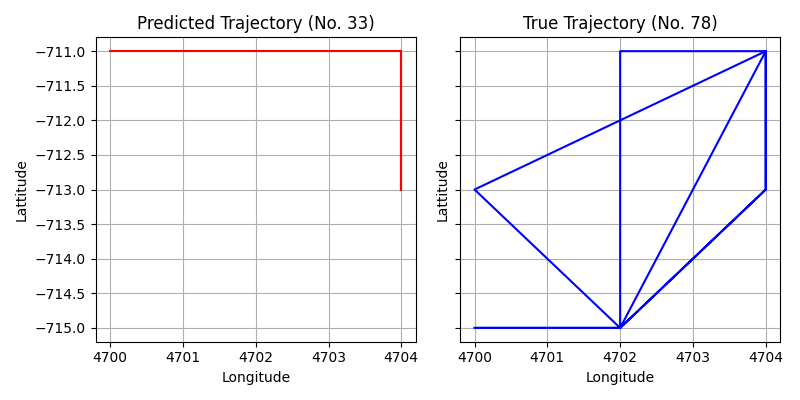 Predicted Trajectory (No. 33)
True Trajectory (No. 78)
Lattitude
−711.0
−711.5
−712.0
−712.5
−713.0
−713.5
−714.0
−714.5
−715.0
4700 4701 4702 4703 4704
Longitude
Lattitude
4700 4701 4702 4703 4704
Longitude